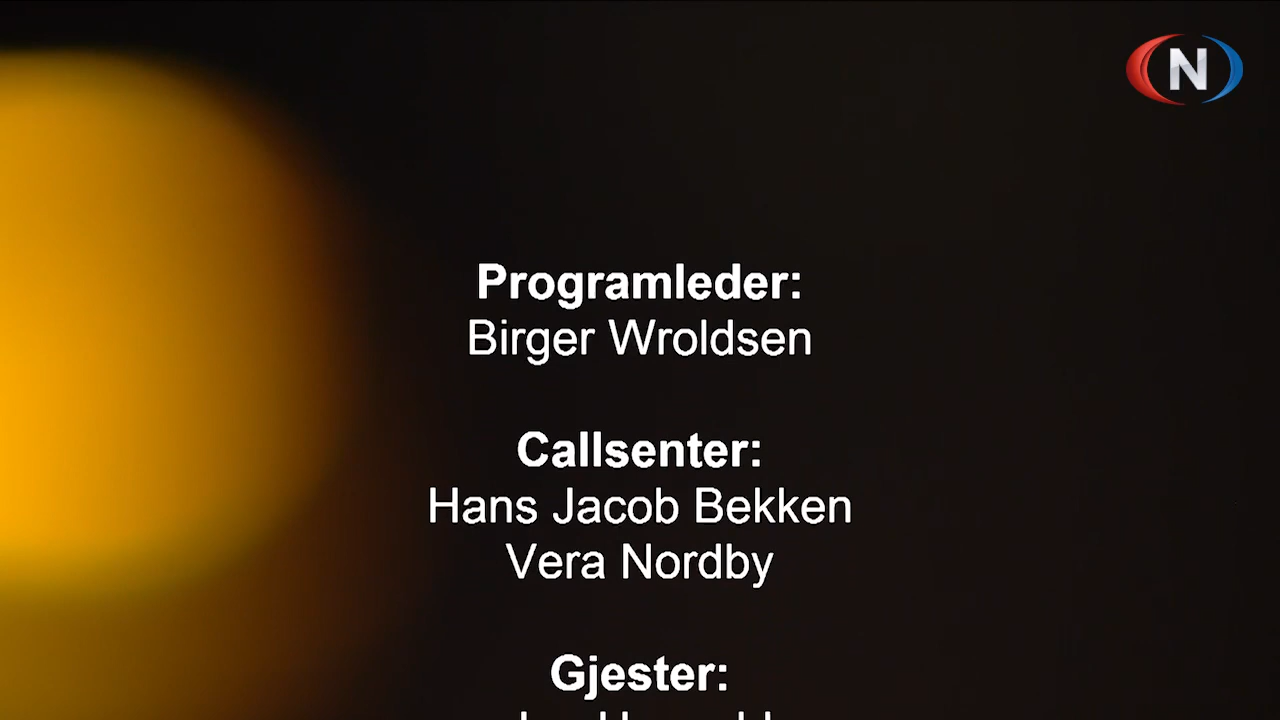 N
Programleder:
Birger Wroldsen
Callsenter:
Hans Jacob Bekken
Vera Nordby
Gjester: